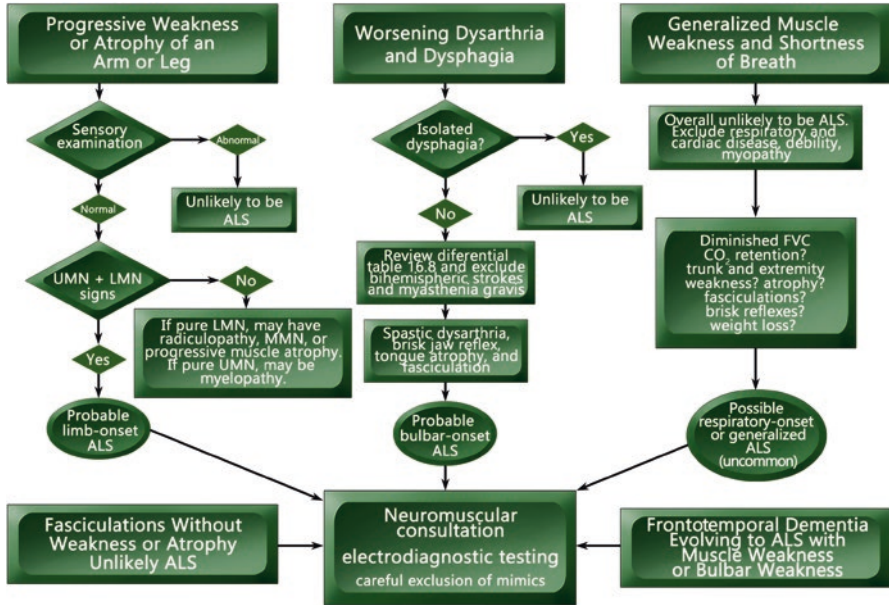 Progressive Weakness
or Atrophy of an
Arm or Leg
Worsening Dysarthria
and Dysphagia
Generalized Muscle
Weakness and Shortness
of Breath
Sensory
examination
Abnormal
Unlikely to be
ALS
Normal
UMN + LMN
signs
No
If pure LMN, may have
radiculopathy, MMN, or
progressive muscle atrophy.
If pure UMN, may be
myelopathy.
Yes
Probable
limb-onset
ALS
Isolated
dysphagia?
Yes
Unlikely to be
ALS
No
Review diferential
table 16.8 and exclude
bihemispheric strokes
and myasthenia gravis
Spastic dysarthria,
brisk jaw reflex,
tongue atrophy, and
fasciculation
Probable
bulbar-onset
ALS
Overall unlikely to be ALS.
Exclude respiratory and
cardiac disease, debility,
myopathy
Diminished FVC
CO₂ retention?
trunk and extremity
weakness? atrophy?
fasciculations?
brisk reflexes?
weight loss?
Possible
respiratory-onset
or generalized
ALS
(uncommon)
Fasciculations Without
Weakness or Atrophy
Unlikely ALS
Neuromuscular
consultation
electrodiagnostic testing
careful exclusion of mimics
Frontotemporal Dementia
Evolving to ALS with
Muscle Weakness
or Bulbar Weakness